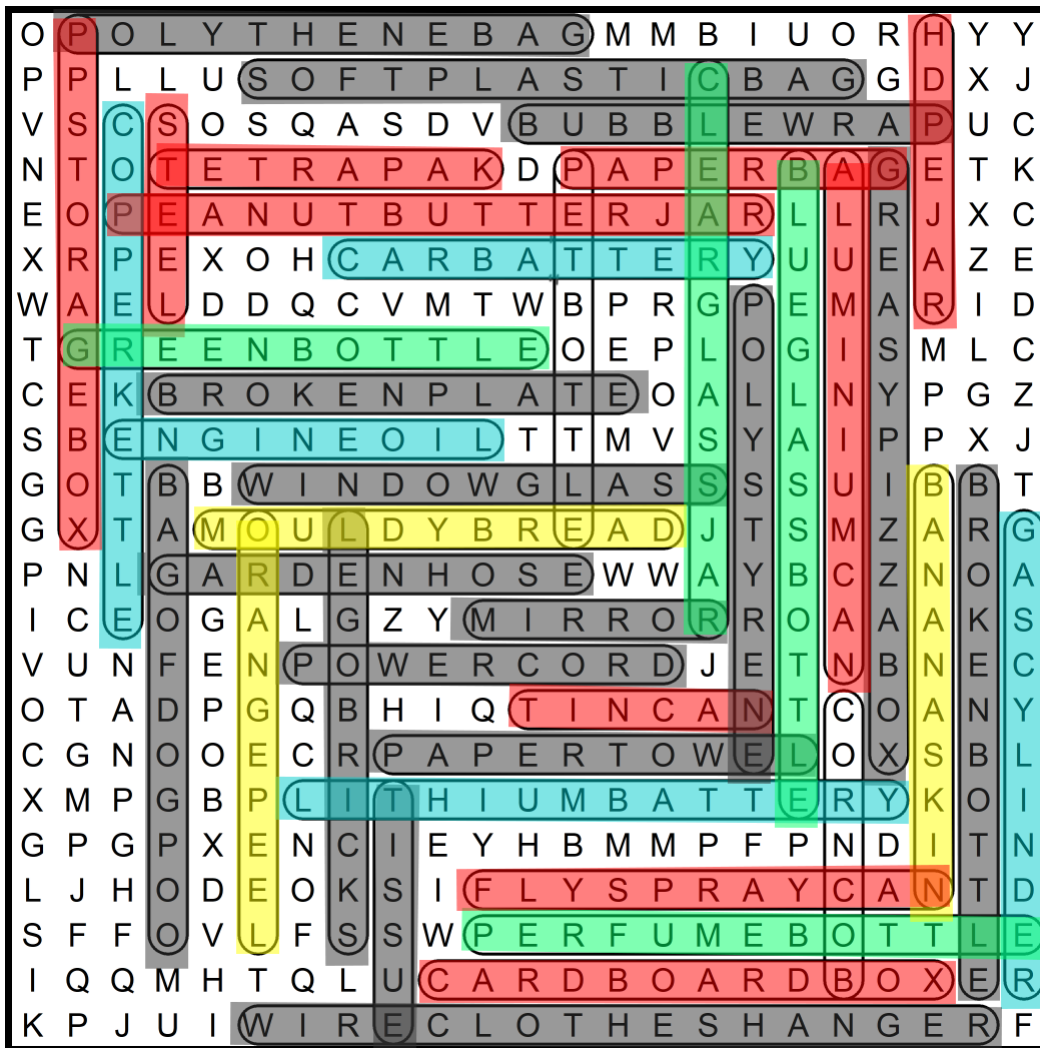 O P O L Y T H E N E B A G M M B I U O R H Y Y
P P L L U S O F T P L A S T I C B A G G D X J
V S C S O S Q A S D V B U B B L E W R A P U C
N T O T E T R A P A K D P A P E R B A G E T K
E O P E A N U T B U T T E R J A R L L R J X C
X R P E X O H C A R B A T T E R Y U U E A Z E
W A E L D D Q C V M T W B P R G P E M A R I D
T G R E E N B O T T L E O E P L O G I S M L C
C E K B R O K E N P L A T E O A L L N Y P G Z
S B E N G I N E O I L T T M V S Y A I P P X J
G O T B B W I N D O W G L A S S S S U I B B T
G X T A M O U L D Y B R E A D J T S M Z A R G
P N L G A R D E N H O S E W W A Y B C Z N O A
I C E O G A L G Z Y M I R R O R R O A A A K S
V U N F E N P O W E R C O R D J E T N B N E C
O T A D P G Q B H I Q T I N C A N T C O A N Y
C G N O O E C R P A P E R T O W E L O X S B L
X M P G B P L I T H I U M B A T T E R Y K O I
G P G P X E N C I E Y H B M M P F P N D I T N
L J H O D E O K S I F L Y S P R A Y C A N T D
S F F O V L F S S W P E R F U M E B O T T L E
I Q Q M H T Q L U C A R D B O A R D B O X E R
K P J U I W I R E C L O T H E S H A N G E R F